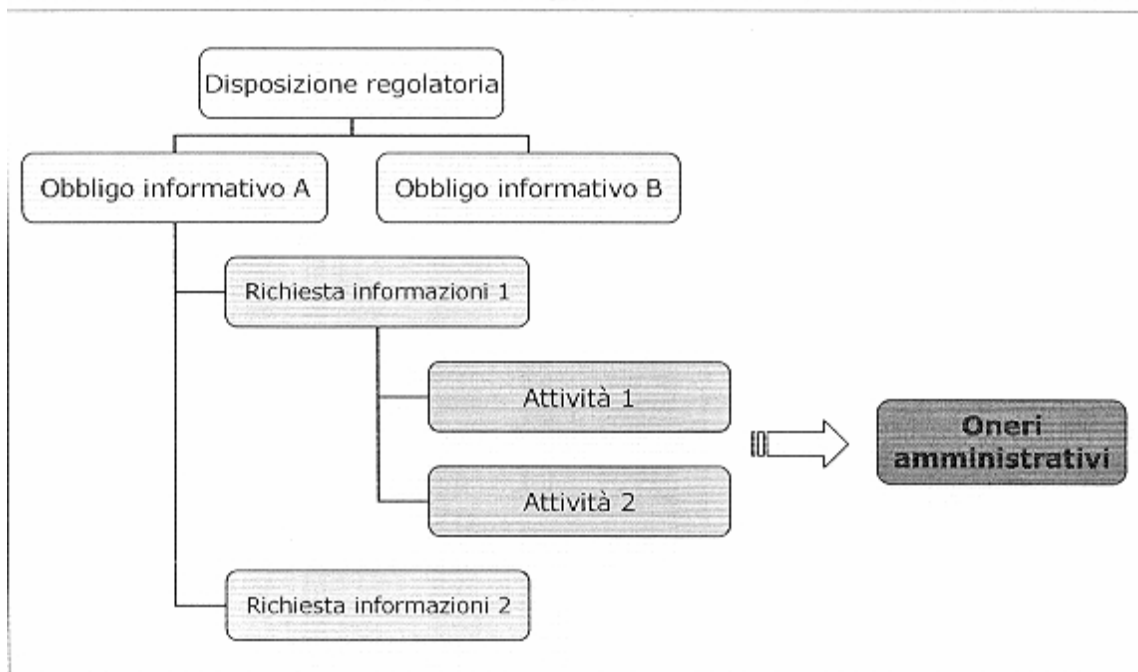 Disposizione regolatoria
Obbligo informativo A
Obbligo informativo B
Richiesta informazioni 1
Attività 1
Attività 2
Oneri
amministrativi
Richiesta informazioni 2